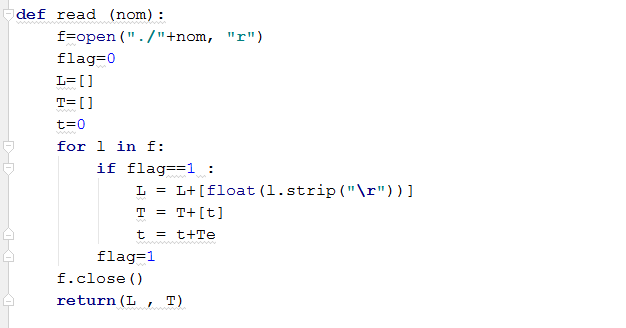 def read (nom):
    f=open("./"+nom, "r")
    flag=0
    L=[]
    T=[]
    t=0
    for l in f:
        if flag==1 :
            L = L+[float(l.strip("\r"))]
            T = T+[t]
            t = t+Te
        flag=1
    f.close()
    return(L , T)